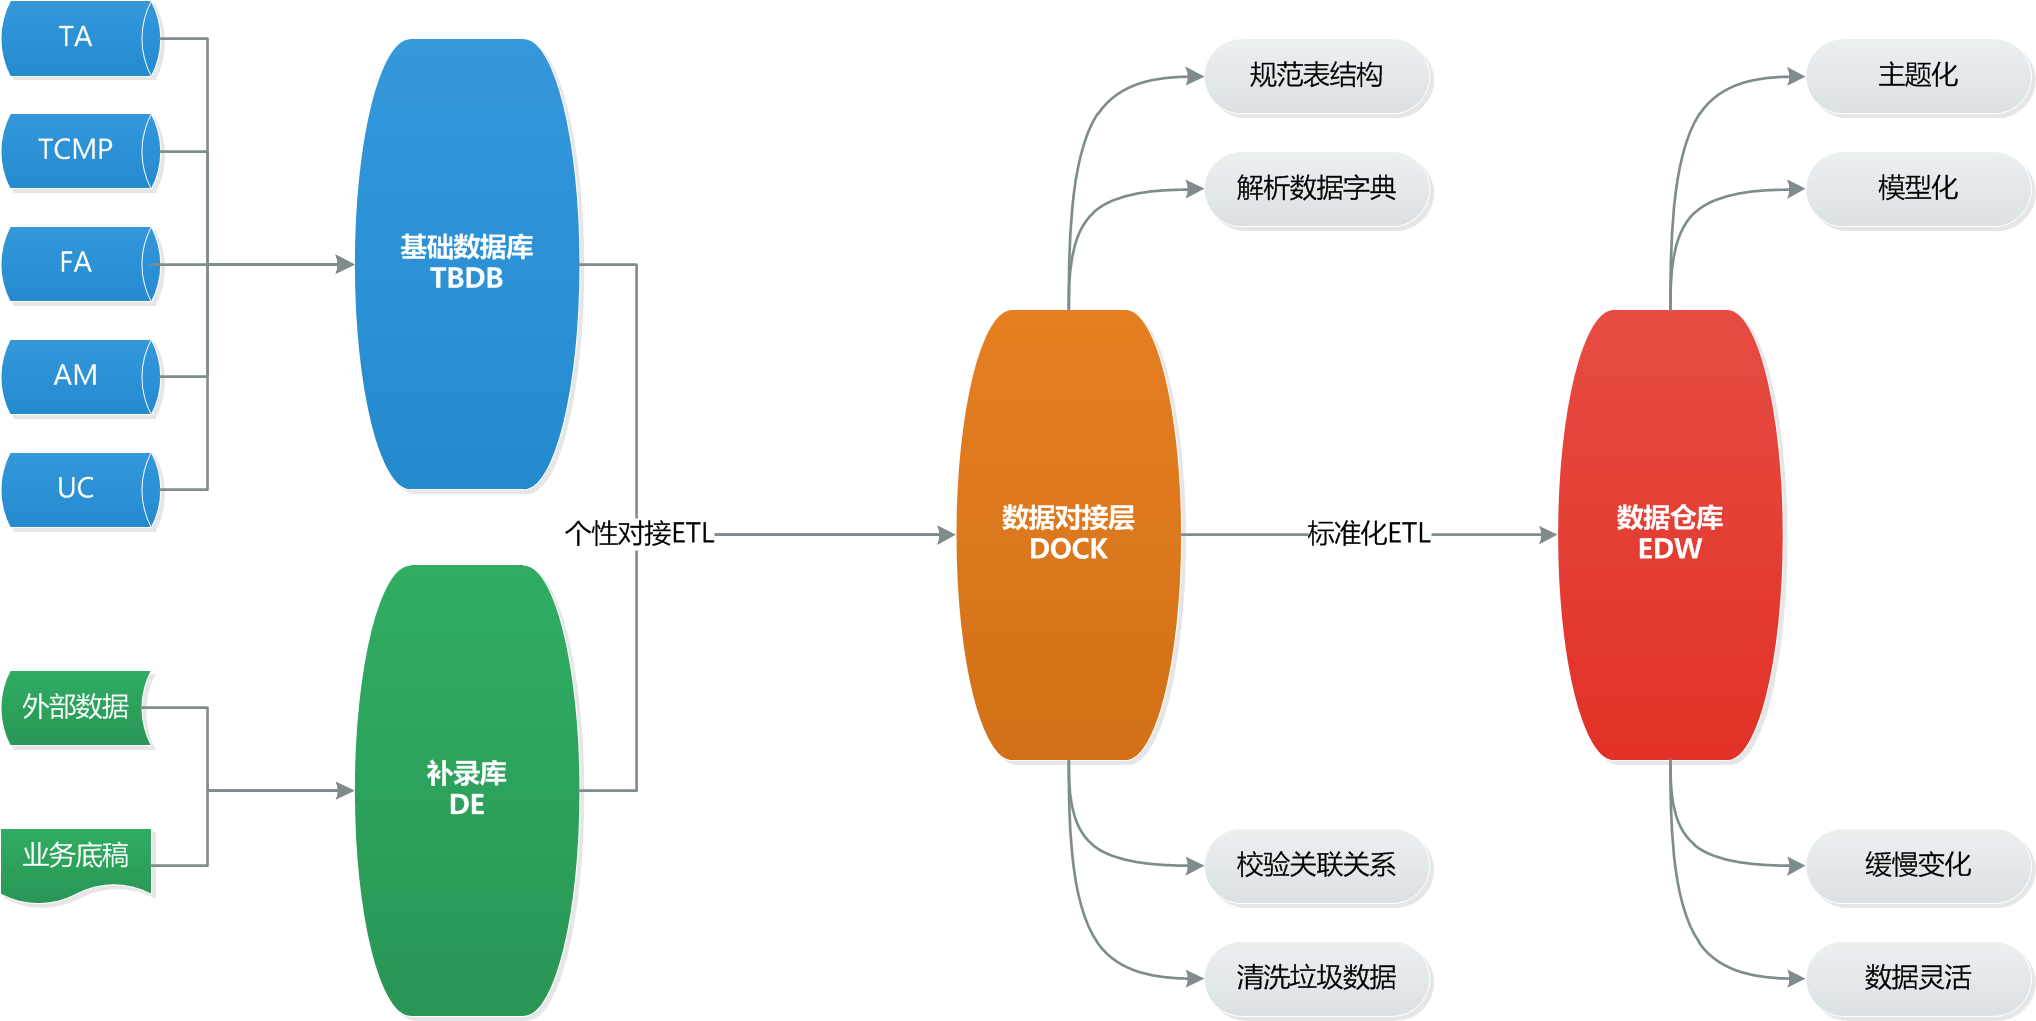 TA
TCMP
FA
AM
UC
外部数据
业务底稿
基础数据库
TBDB
补录库
DE
个性对接ETL
数据对接层
DOCK
规范表结构
解析数据字典
校验关联关系
清洗垃圾数据
标准化ETL
数据仓库
EDW
主题化
模型化
缓慢变化
数据灵活